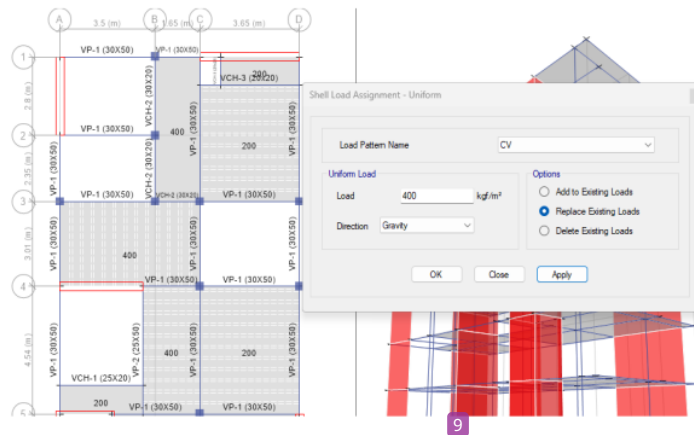 A B C D
3.5 (m) 1.65 (m) 3.65 (m)
1 VP-1 (30X50) VP-1 (30X50)
200
VCH-3 (20X20)
2.8 (m)
VCH-2 (30X20)
400
VP-1 (30X50)
200
2 VP-1 (30X50)
2.35 (m)
VP-1 (30X50)
VCH-2 (30X20)
VP-1 (30X50)
3 VP-1 (30X50) VCH-2 (30X20) VP-1 (30X50)
3.01 (m)
VP-1 (30X50)
400
VP-1 (30X50)
VP-1 (30X50)
4 VP-1 (30X50) VP-1 (30X50)
4.54 (m)
VP-1 (30X50)
VP-2 (25X50)
400
VP-1 (30X50)
200
VP-1 (30X50)
VCH-1 (25X20)
200
5 VP-1 (30X50) VP-1 (30X50)
Shell Load Assignment - Uniform
Load Pattern Name CV
Uniform Load
Load 400 kgf/m²
Direction Gravity
Options
Add to Existing Loads
Replace Existing Loads
Delete Existing Loads
OK Close Apply
9